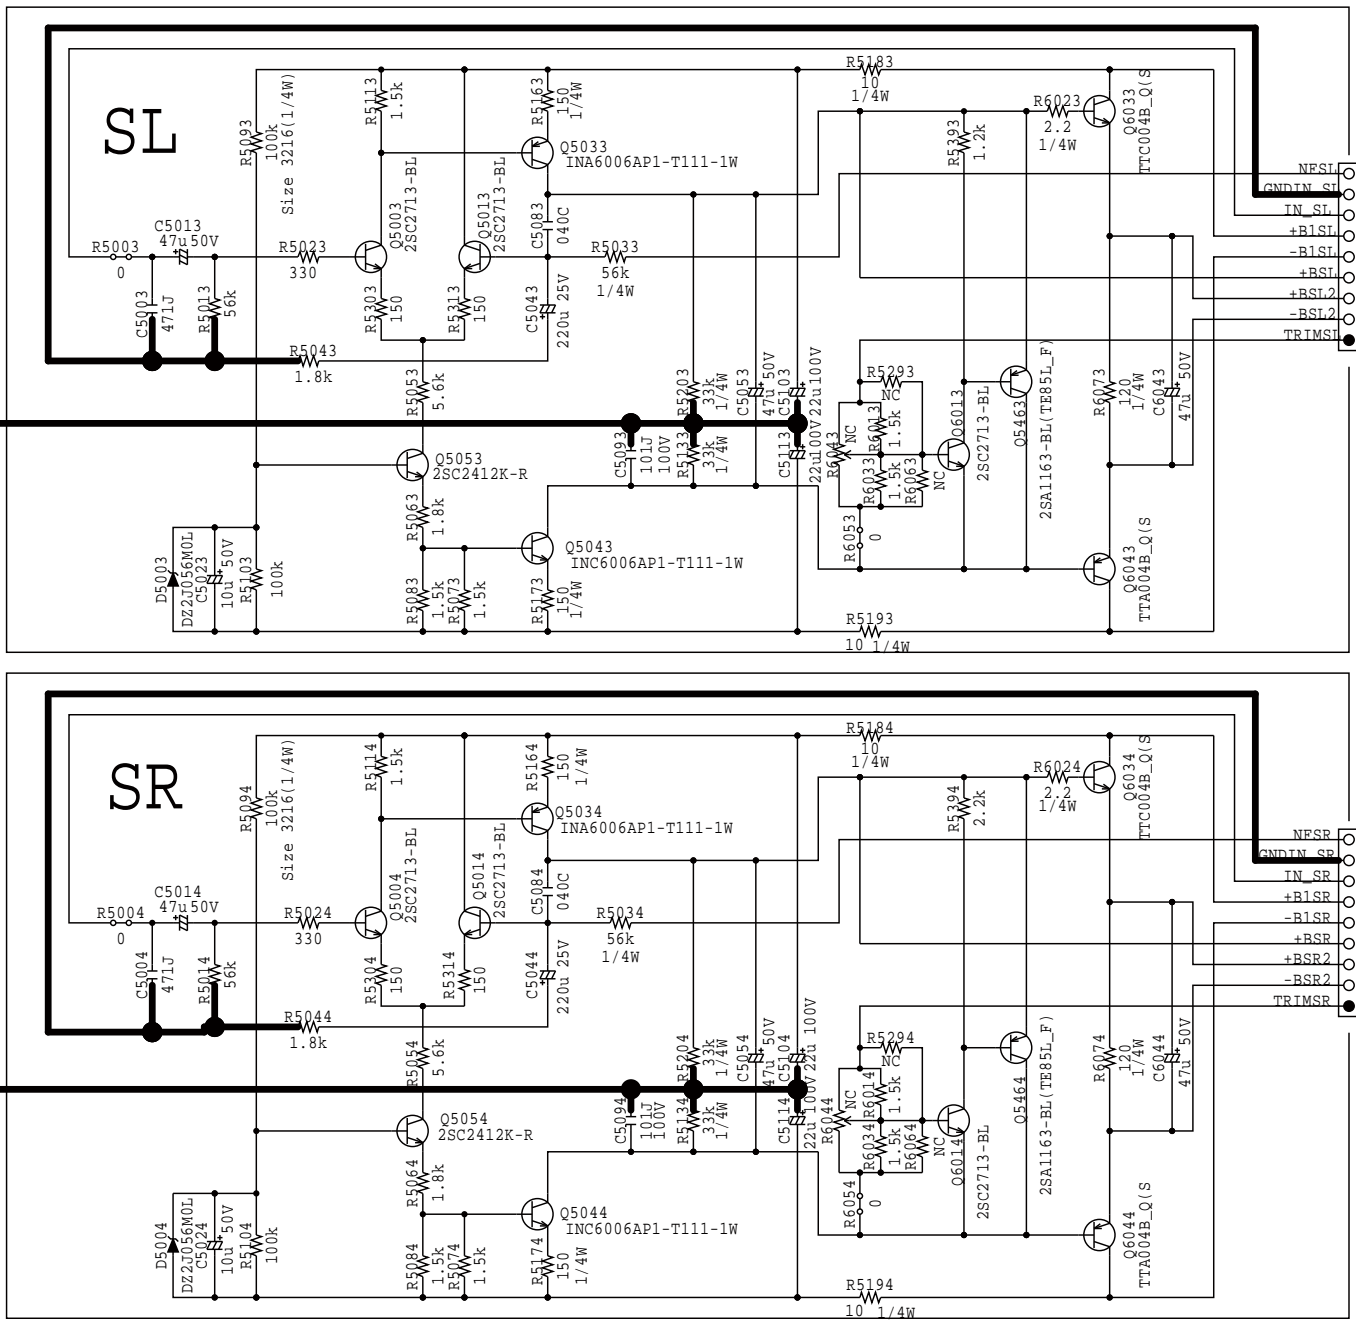 SL
R5093
100k
Size 3216(1/4W)
R5113
1.5k
R5163
150
1/4W
Q5033
INA6006AP1-T111-1W
R5183
10
1/4W
R5393
1.2k
R6023
2.2
1/4W
Q6033
TTC004B_Q(S
NFSL
GNDIN_SL
IN_SL
+B1SL
-B1SL
+BSL
+BSL2
-BSL2
TRIMSL
R5003
0
C5013
47u 50V
R5023
330
Q5003
2SC2713-BL
Q5013
2SC2713-BL
C5083
040C
R5033
56k
1/4W
C5003
471J
R5013
56k
R5303
150
R5313
150
C5043
220u 25V
R5043
1.8k
R5053
5.6k
R5203
33k
1/4W
C5053
47u 50V
C5103
22u 100V
R5293
NC
R6043
NC
R6013
1.5k
Q6013
2SC2713-BL
Q5463
2SA1163-BL(TE85L_F)
R6073
120
1/4W
C6043
47u 50V
C5093
101J
100V
R5133
33k
1/4W
C5113
22u 100V
R6033
1.5k
R6063
NC
R6053
0
Q5053
2SC2412K-R
R5063
1.8k
Q5043
INC6006AP1-T111-1W
D5003
DZ2J056M0L
C5023
10u 50V
R5103
100k
R5083
1.5k
R5073
1.5k
R5173
150
1/4W
R5193
10 1/4W
Q6043
TTA004B_Q(S
SR
R5094
100k
Size 3216(1/4W)
R5114
1.5k
R5164
150
1/4W
Q5034
INA6006AP1-T111-1W
R5184
10
1/4W
R5394
2.2k
R6024
2.2
1/4W
Q6034
TTC004B_Q(S
NFSR
GNDIN_SR
IN_SR
+B1SR
-B1SR
+BSR
+BSR2
-BSR2
TRIMSR
R5004
0
C5014
47u 50V
R5024
330
Q5004
2SC2713-BL
Q5014
2SC2713-BL
C5084
040C
R5034
56k
1/4W
C5004
471J
R5014
56k
R5304
150
R5314
150
C5044
220u 25V
R5044
1.8k
R5054
5.6k
R5204
33k
1/4W
C5054
47u 50V
C5104
22u 100V
R5294
NC
R6044
NC
R6014
1.5k
Q6014
2SC2713-BL
Q5464
2SA1163-BL(TE85L_F)
R6074
120
1/4W
C6044
47u 50V
C5094
101J
100V
R5134
33k
1/4W
C5114
22u 100V
R6034
1.5k
R6064
NC
R6054
0
Q5054
2SC2412K-R
R5064
1.8k
Q5044
INC6006AP1-T111-1W
D5004
DZ2J056M0L
C5024
10u 50V
R5104
100k
R5084
1.5k
R5074
1.5k
R5174
150
1/4W
R5194
10 1/4W
Q6044
TTA004B_Q(S